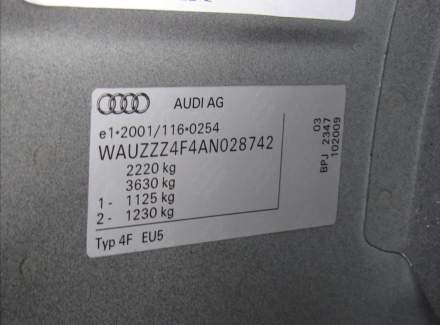 AUDI AG
e1*2001/116*0254
WAUZZZ4F4AN028742
2220 kg
3630 kg
1 - 1125 kg
2 - 1230 kg
Typ 4F EU5
03
BPJ 2347
102009